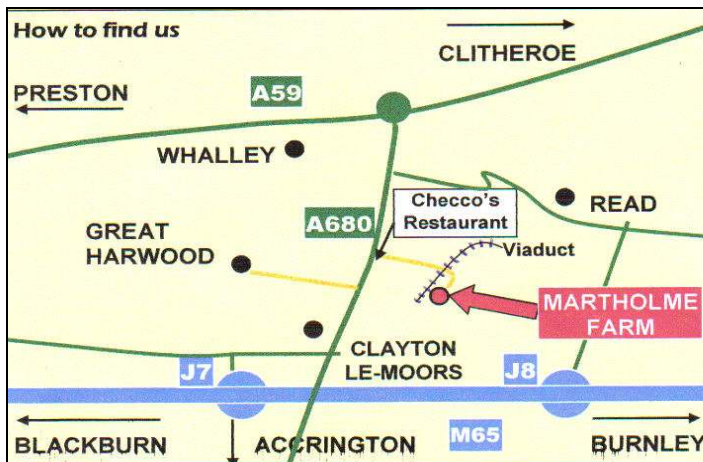 How to find us
CLITHEROE
PRESTON
A59
WHALLEY
Checco's
Restaurant
READ
A680
GREAT
HARWOOD
Viaduct
MARTHOLME
FARM
CLAYTON
LE-MOORS
J7
J8
BLACKBURN
ACCRINGTON
M65
BURNLEY